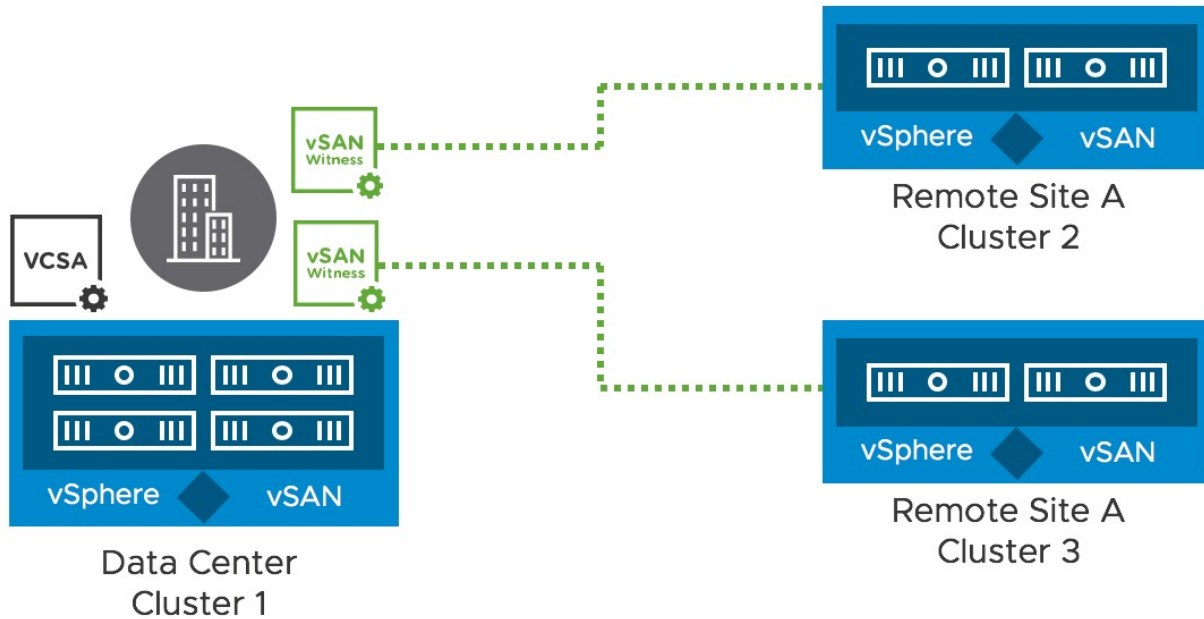 VCSA
vSAN
Witness
vSAN
Witness
vSphere vSAN
Data Center
Cluster 1
vSphere vSAN
Remote Site A
Cluster 2
vSphere vSAN
Remote Site A
Cluster 3